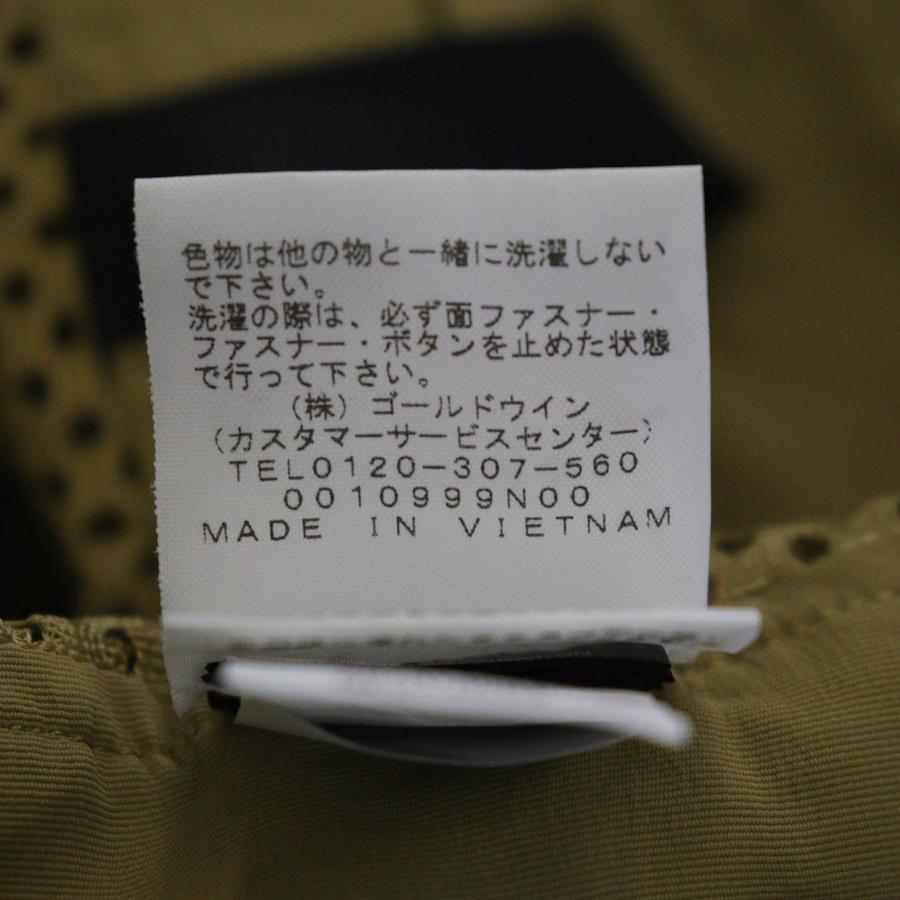 色物は他の物と一緒に洗濯しない
で下さい。
洗濯の際は、必ず面ファスナー・
ファスナー・ボタンを止めた状態
で行って下さい。
（株）ゴールドウイン
（カスタマーサービスセンター）
TEL0120-307-560
0010999N00
MADE IN VIETNAM